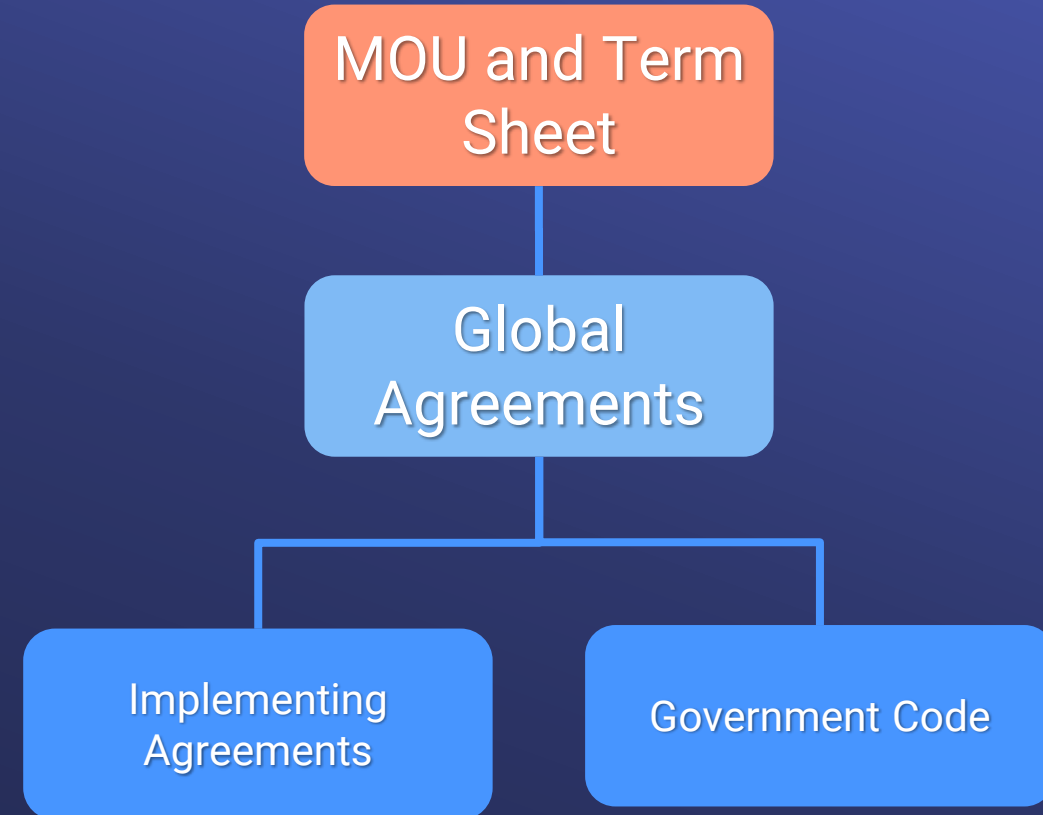 MOU and Term
Sheet
Global
Agreements
Implementing
Agreements
Government Code